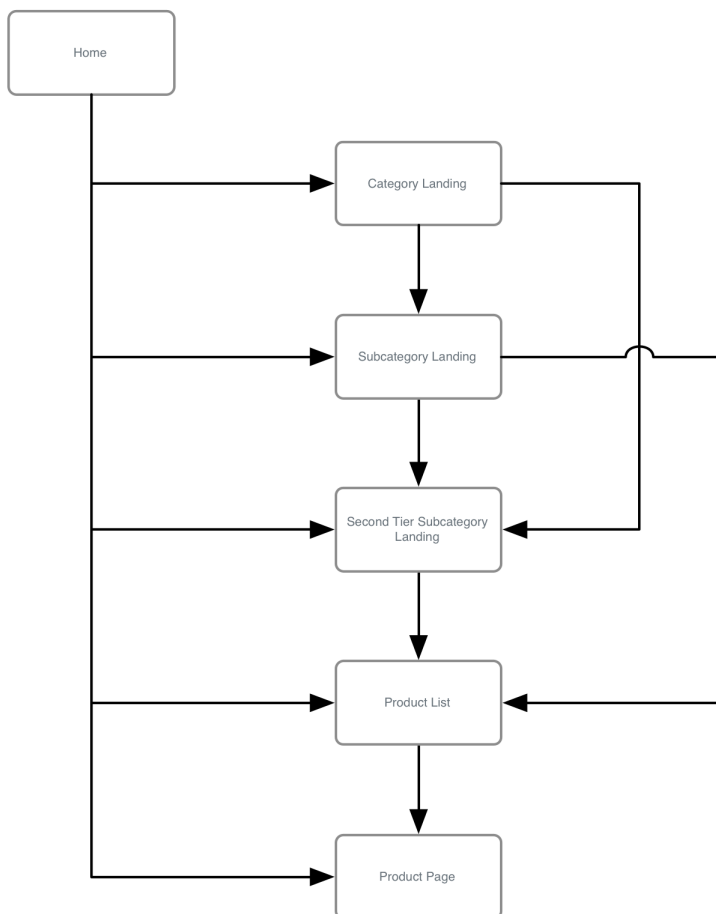 Home
Category Landing
Subcategory Landing
Second Tier Subcategory
Landing
Product List
Product Page